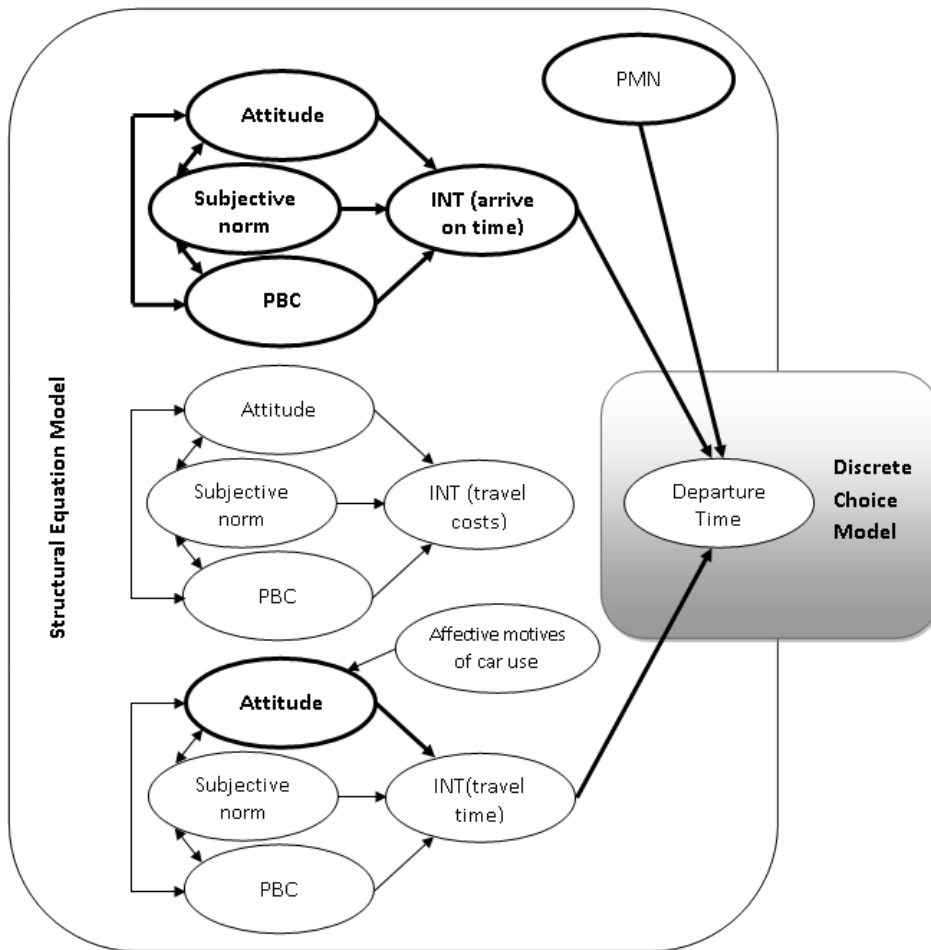 PMN
Attitude
Subjective
norm
INT (arrive
on time)
PBC
Structural Equation Model
Attitude
Subjective
norm
INT (travel
costs)
PBC
Departure
Time
Discrete
Choice
Model
Affective motives
of car use
Attitude
Subjective
norm
INT(travel
time)
PBC